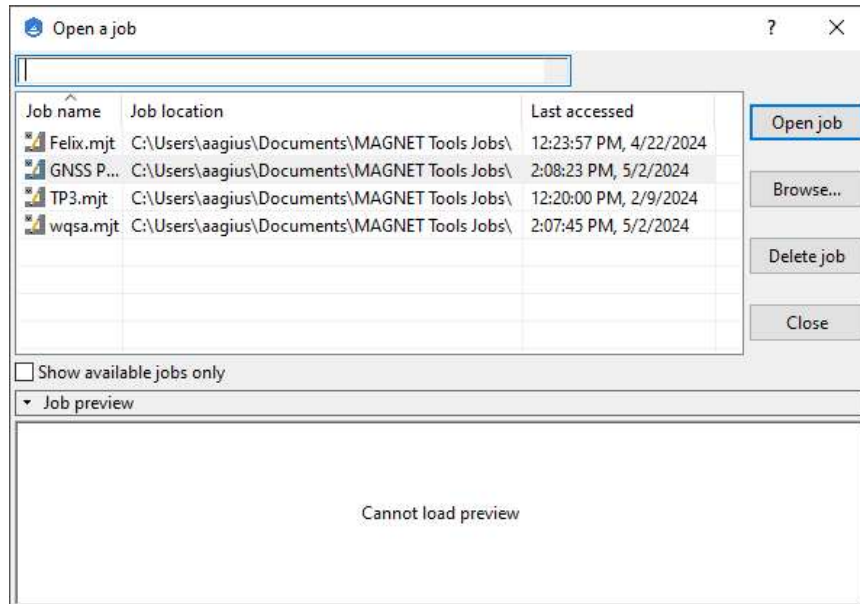 Open a job
? X
Job name Job location Last accessed
Felix.mjt C:\Users\aagius\Documents\MAGNET Tools Jobs\ 12:23:57 PM, 4/22/2024
GNSS P... C:\Users\aagius\Documents\MAGNET Tools Jobs\ 2:08:23 PM, 5/2/2024
TP3.mjt C:\Users\aagius\Documents\MAGNET Tools Jobs\ 12:20:00 PM, 2/9/2024
wqsa.mjt C:\Users\aagius\Documents\MAGNET Tools Jobs\ 2:07:45 PM, 5/2/2024
Open job
Browse...
Delete job
Close
Show available jobs only
Job preview
Cannot load preview